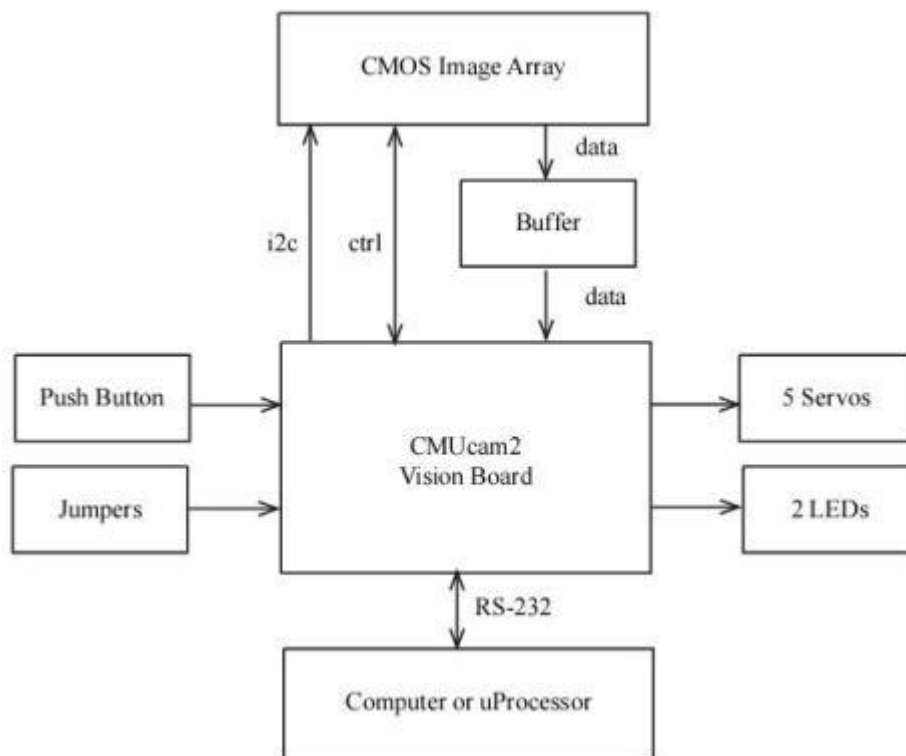 CMOS Image Array
data
Buffer
i2c
ctrl
data
Push Button
5 Servos
CMUcam2
Vision Board
Jumpers
2 LEDs
RS-232
Computer or uProcessor